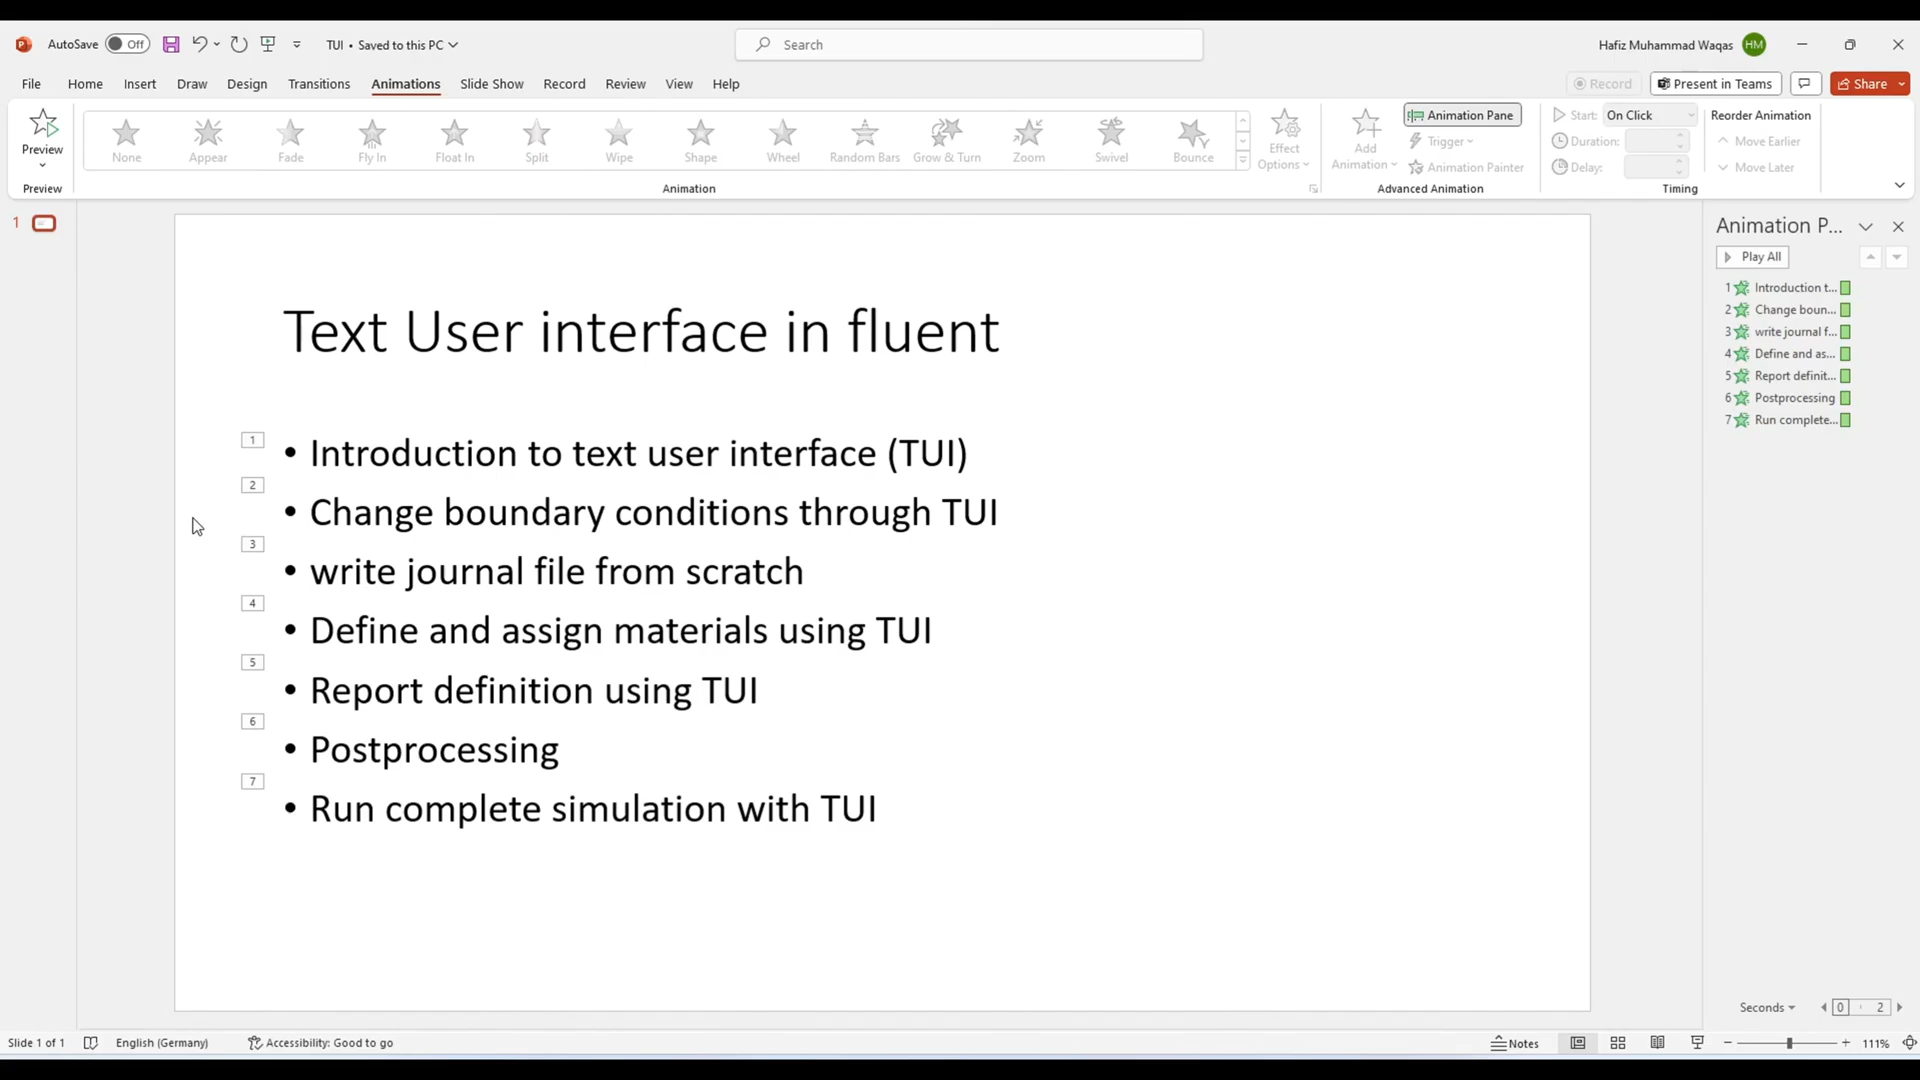 AutoSave Off TUI • Saved to this PC Search Hafiz Muhammad Waqas HM
File Home Insert Draw Design Transitions Animations Slide Show Record Review View Help Record Present in Teams Share
Preview None Appear Fade Fly In Float In Split Wipe Shape Wheel Random Bars Grow & Turn Zoom Swivel Bounce
Effect Options
Add Animation
Animation Pane
Trigger
Animation Painter
Start: On Click
Duration:
Delay:
Reorder Animation
Move Earlier
Move Later
Preview Animation Advanced Animation Timing
1
Text User interface in fluent
1
• Introduction to text user interface (TUI)
2
• Change boundary conditions through TUI
3
• write journal file from scratch
4
• Define and assign materials using TUI
5
• Report definition using TUI
6
• Postprocessing
7
• Run complete simulation with TUI
Animation P...
Play All
1 Introduction t...
2 Change boun...
3 write journal f...
4 Define and as...
5 Report definit...
6 Postprocessing
7 Run complete...
Seconds 0 2
Slide 1 of 1 English (Germany) Accessibility: Good to go Notes 111%